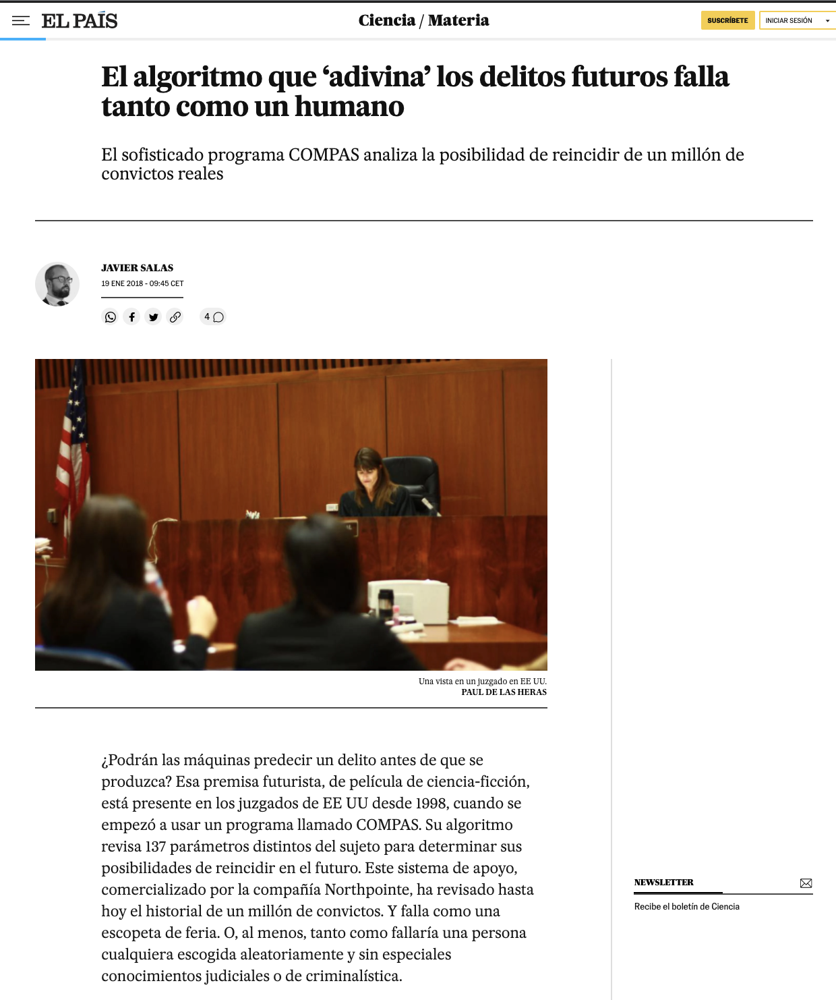 EL PAÍS
Ciencia / Materia
SUSCRÍBETE
INICIAR SESIÓN
El algoritmo que ‘adivina’ los delitos futuros falla
tanto como un humano
El sofisticado programa COMPAS analiza la posibilidad de reincidir de un millón de
convictos reales
JAVIER SALAS
19 ENE 2018 - 09:45 CET
4
Una vista en un juzgado en EE UU.
PAUL DE LAS HERAS
¿Podrán las máquinas predecir un delito antes de que se
produzca? Esa premisa futurista, de película de ciencia-ficción,
está presente en los juzgados de EE UU desde 1998, cuando se
empezó a usar un programa llamado COMPAS. Su algoritmo
revisa 137 parámetros distintos del sujeto para determinar sus
posibilidades de reincidir en el futuro. Este sistema de apoyo,
comercializado por la compañía Northpointe, ha revisado hasta
hoy el historial de un millón de convictos. Y falla como una
escopeta de feria. O, al menos, tanto como fallaría una persona
cualquiera escogida aleatoriamente y sin especiales
conocimientos judiciales o de criminalística.
NEWSLETTER
Recibe el boletín de Ciencia